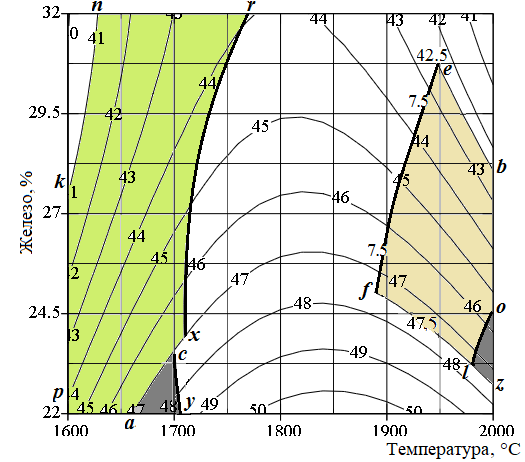 n r
32 0 41 43 44 43 42 41
42.5 e
44 7.5
29.5 42 45 44
k 1 43 45 46 43 b
27
44 7.5
2 45 46 47 f 47 46 o
24.5 3 48 47,5
x
c 49 48 l z
p 4
22 45 46 47 48 y 49 50 50
a
1600 1700 1800 1900 2000
Температура, °C
Железо, %